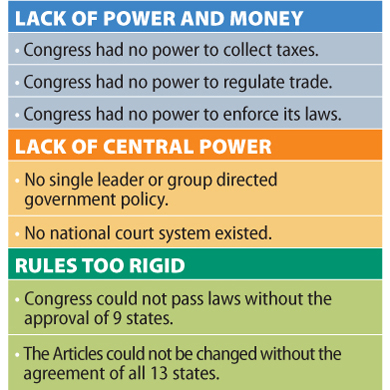 LACK OF POWER AND MONEY
• Congress had no power to collect taxes.
• Congress had no power to regulate trade.
• Congress had no power to enforce its laws.
LACK OF CENTRAL POWER
• No single leader or group directed
government policy.
• No national court system existed.
RULES TOO RIGID
• Congress could not pass laws without the
approval of 9 states.
• The Articles could not be changed without the
agreement of all 13 states.